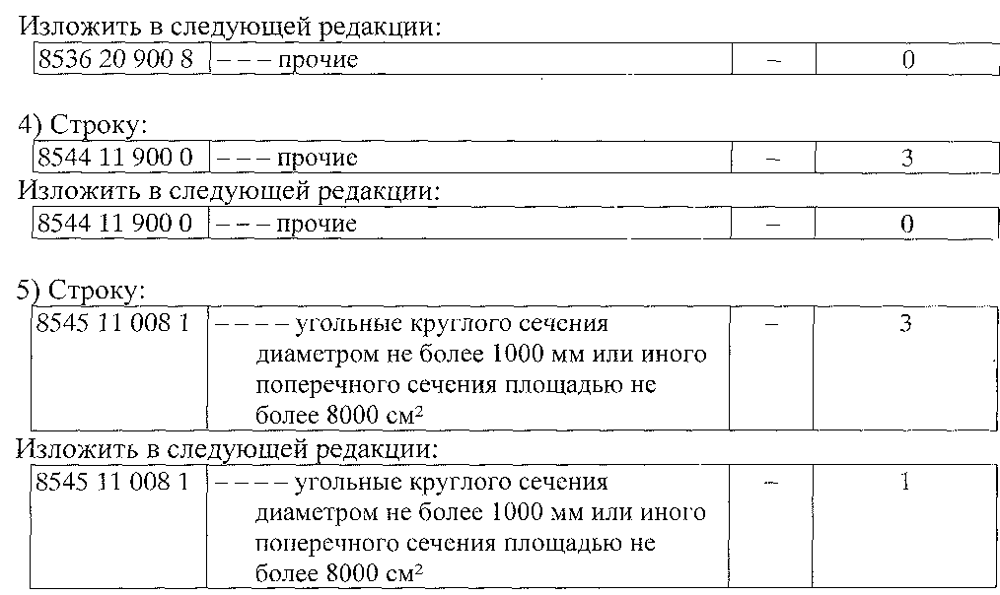 Изложить в следующей редакции:
8536 20 900 8 – – – прочие – 0
4) Строку:
8544 11 900 0 – – – прочие – 3
Изложить в следующей редакции:
8544 11 900 0 – – – прочие – 0
5) Строку:
8545 11 008 1 – – – – угольные круглого сечения – 3
диаметром не более 1000 мм или иного
поперечного сечения площадью не
более 8000 см²
Изложить в следующей редакции:
8545 11 008 1 – – – – угольные круглого сечения – 1
диаметром не более 1000 мм или иного
поперечного сечения площадью не
более 8000 см²